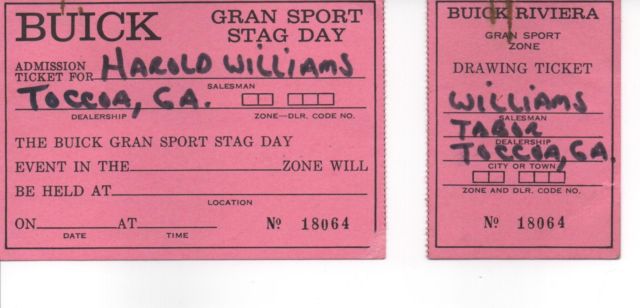 BUICK
GRAN SPORT
STAG DAY
ADMISSION
TICKET FOR HAROLD WILLIAMS
SALESMAN
TOCCOA, GA.
DEALERSHIP
ZONE—DLR. CODE NO.
THE BUICK GRAN SPORT STAG DAY
EVENT IN THE ZONE WILL
BE HELD AT
LOCATION
ON AT
DATE TIME
Nº 18064
BUICK RIVIERA
GRAN SPORT
ZONE
DRAWING TICKET
WILLIAMS
SALESMAN
TABOR
DEALERSHIP
TOCCOA, GA.
CITY OR TOWN
ZONE AND DLR. CODE NO.
Nº 18064